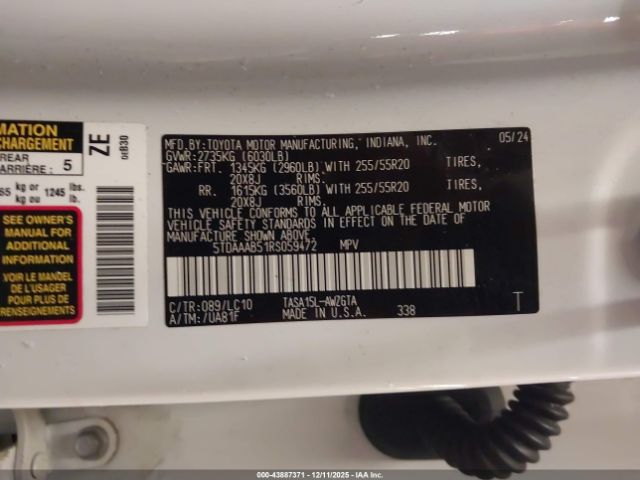 MATION
CHARGEMENT
REAR
ARRIÈRE : 5
65 kg or 1245 lbs.
kg ou lb.
SEE OWNER'S
MANUAL FOR
ADDITIONAL
INFORMATION
VOIR LE MANUEL
DE L'USAGER
POUR PLUS DE
RENSEIGNEMENTS
ZE
0EB30
MFD. BY: TOYOTA MOTOR MANUFACTURING, INDIANA, INC. 05/24
GVWR: 2735KG (6030LB)
GAWR: FRT. 1345KG (2960LB) WITH 255/55R20 TIRES,
20X8J RIMS.
RR. 1615KG (3560LB) WITH 255/55R20 TIRES,
20X8J RIMS.
THIS VEHICLE CONFORMS TO ALL APPLICABLE FEDERAL MOTOR
VEHICLE SAFETY STANDARDS IN EFFECT ON THE DATE OF
MANUFACTURE SHOWN ABOVE.
5TDAAAB51RS059472 MPV
C/TR: 089/LC10 TASA15L-AWZGTA
A/TM: /UA81F MADE IN U.S.A. 338 T
000-43887371 - 12/11/2025 - IAA Inc.